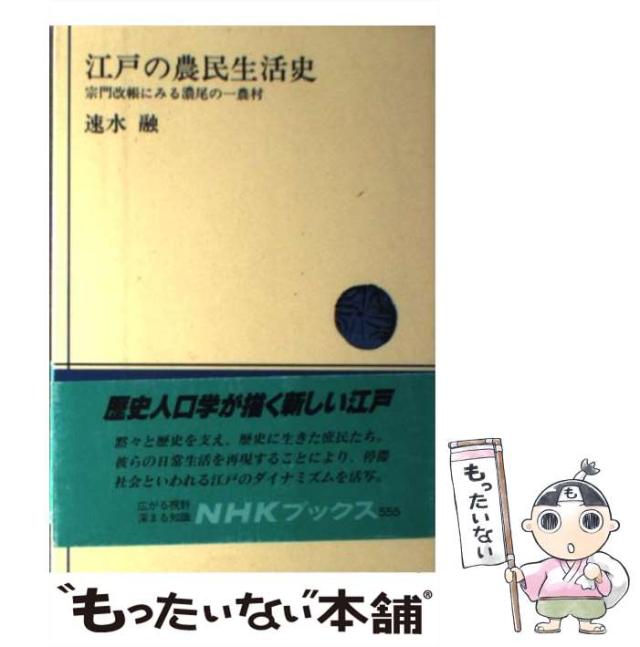 江戸の農民生活史
宗門改帳にみる濃尾の一農村
速水 融
歴史人口学が描く新しい江戸
黙々と歴史を支え、歴史に生きた庶民たち。
彼らの日常生活を再現することにより、停滞
社会といわれる江戸のダイナミズムを活写。
広がる視野
深まる知識
NHKブックス555
"もったいない"本舗®
もったいない
も